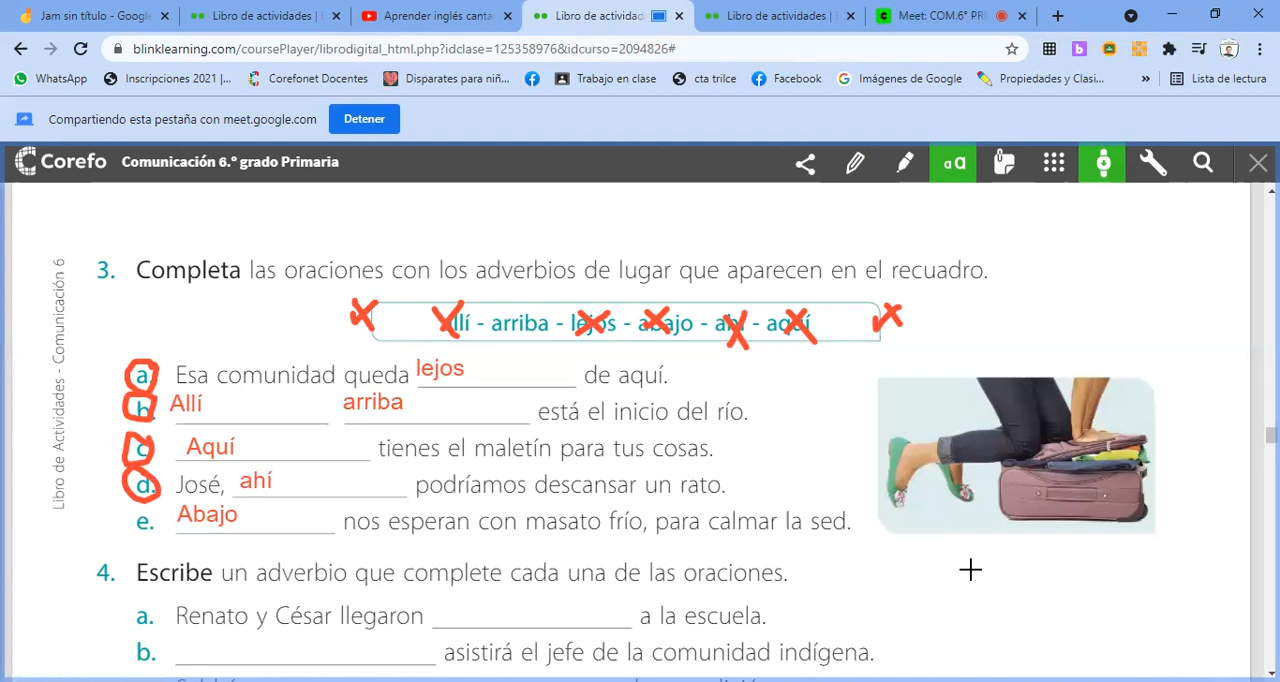 Jam sin título - Google
Libro de actividades |
Aprender inglés canta
Libro de actividad
Libro de actividades |
Meet: COM.6° PR
blinklearning.com/coursePlayer/librodigital_html.php?idclase=125358976&idcurso=2094826#
WhatsApp
Inscripciones 2021 |...
Corefonet Docentes
Disparates para niñ...
Trabajo en clase
cta trilce
Facebook
Imágenes de Google
Propiedades y Clasi...
»
Lista de lectura
Compartiendo esta pestaña con meet.google.com
Detener
Corefo Comunicación 6.º grado Primaria
aa
Libro de Actividades - Comunicación 6
3. Completa las oraciones con los adverbios de lugar que aparecen en el recuadro.
allí - arriba - lejos - abajo - ahí - aquí
a. Esa comunidad queda lejos de aquí.
b. Allí arriba está el inicio del río.
c. Aquí tienes el maletín para tus cosas.
d. José, ahí podríamos descansar un rato.
e. Abajo nos esperan con masato frío, para calmar la sed.
4. Escribe un adverbio que complete cada una de las oraciones.
a. Renato y César llegaron ____ a la escuela.
b. ____ asistirá el jefe de la comunidad indígena.